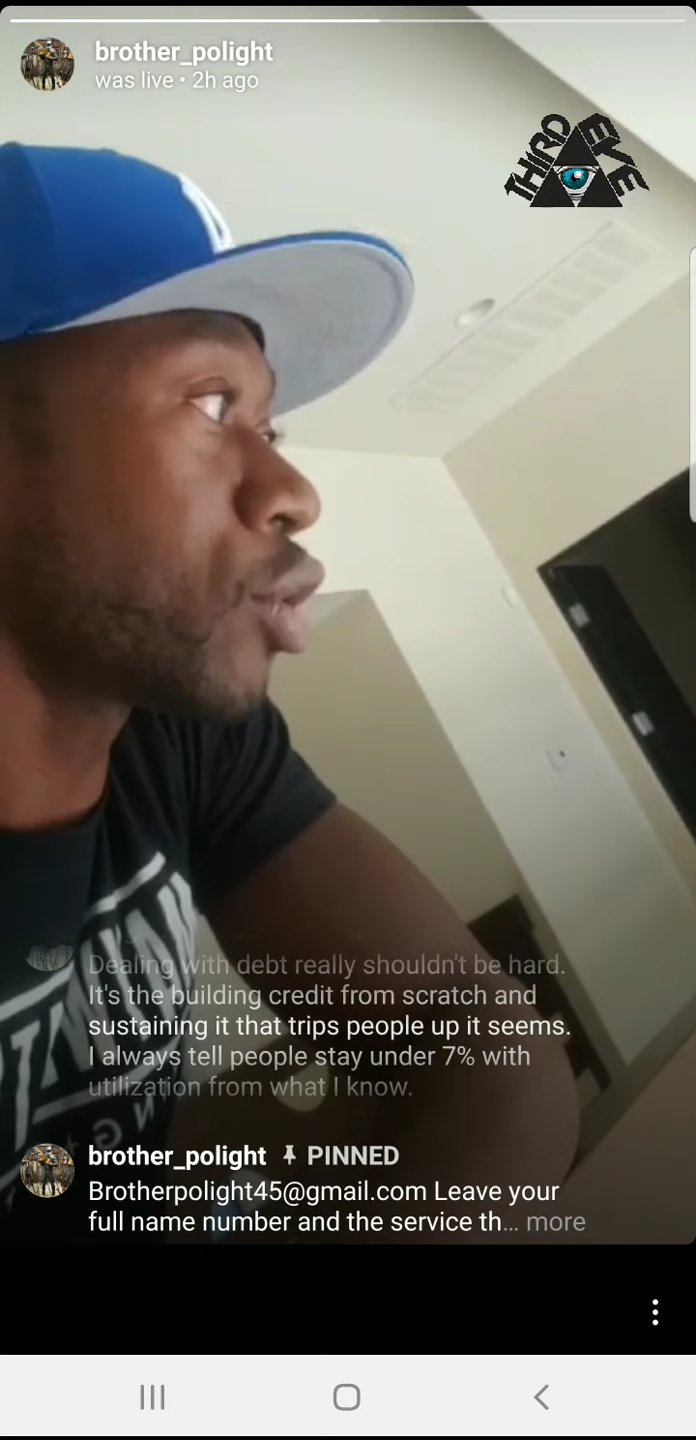 brother_polight
was live • 2h ago
THIRD EYE
Dealing with debt really shouldn't be hard.
It's the building credit from scratch and
sustaining it that trips people up it seems.
I always tell people stay under 7% with
utilization from what I know.
brother_polight PINNED
Brotherpolight45@gmail.com Leave your
full name number and the service th... more